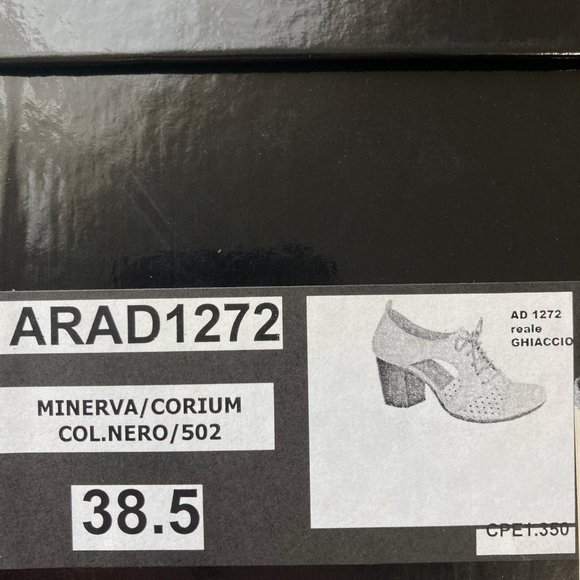 ARAD1272
MINERVA/CORIUM
COL.NERO/502
38.5
AD 1272
reale
GHIACCIO
CPE1.350